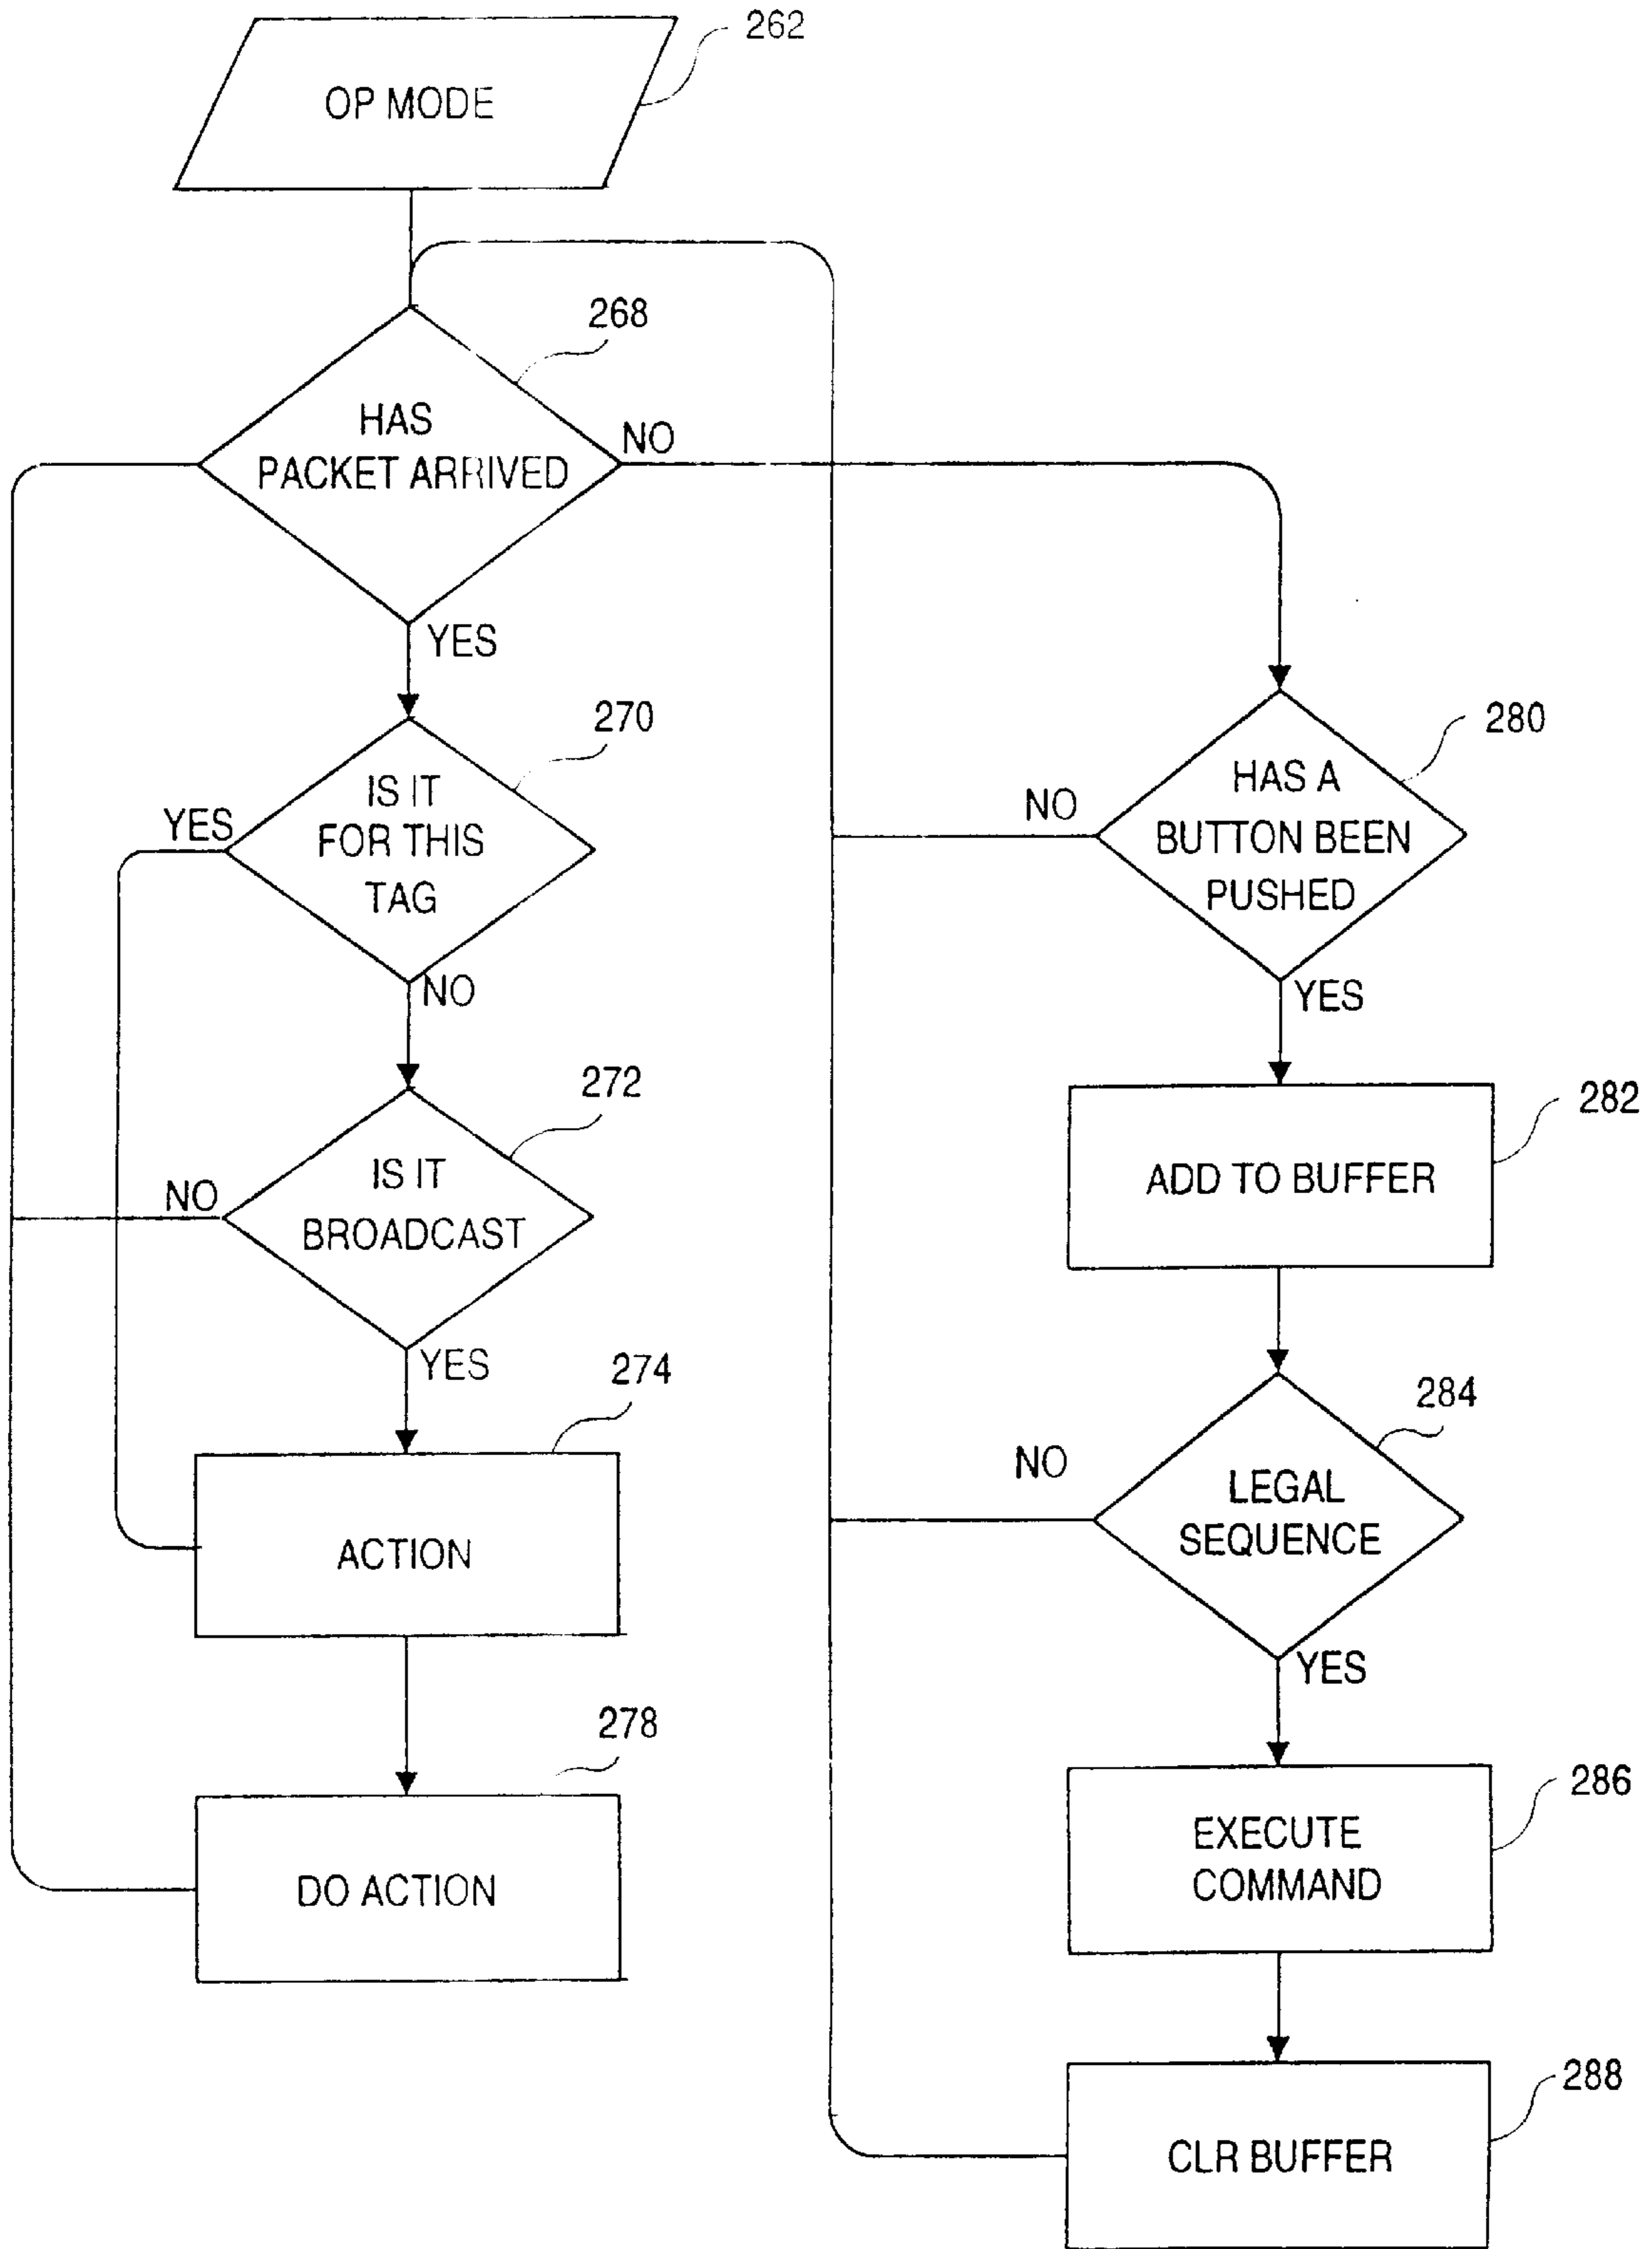 262
OP MODE
268
HAS
PACKET ARRIVED
NO
YES
270
IS IT
FOR THIS
TAG
YES
NO
272
IS IT
BROADCAST
NO
YES
274
ACTION
278
DO ACTION
280
HAS A
BUTTON BEEN
PUSHED
NO
YES
282
ADD TO BUFFER
284
LEGAL
SEQUENCE
NO
YES
286
EXECUTE
COMMAND
288
CLR BUFFER